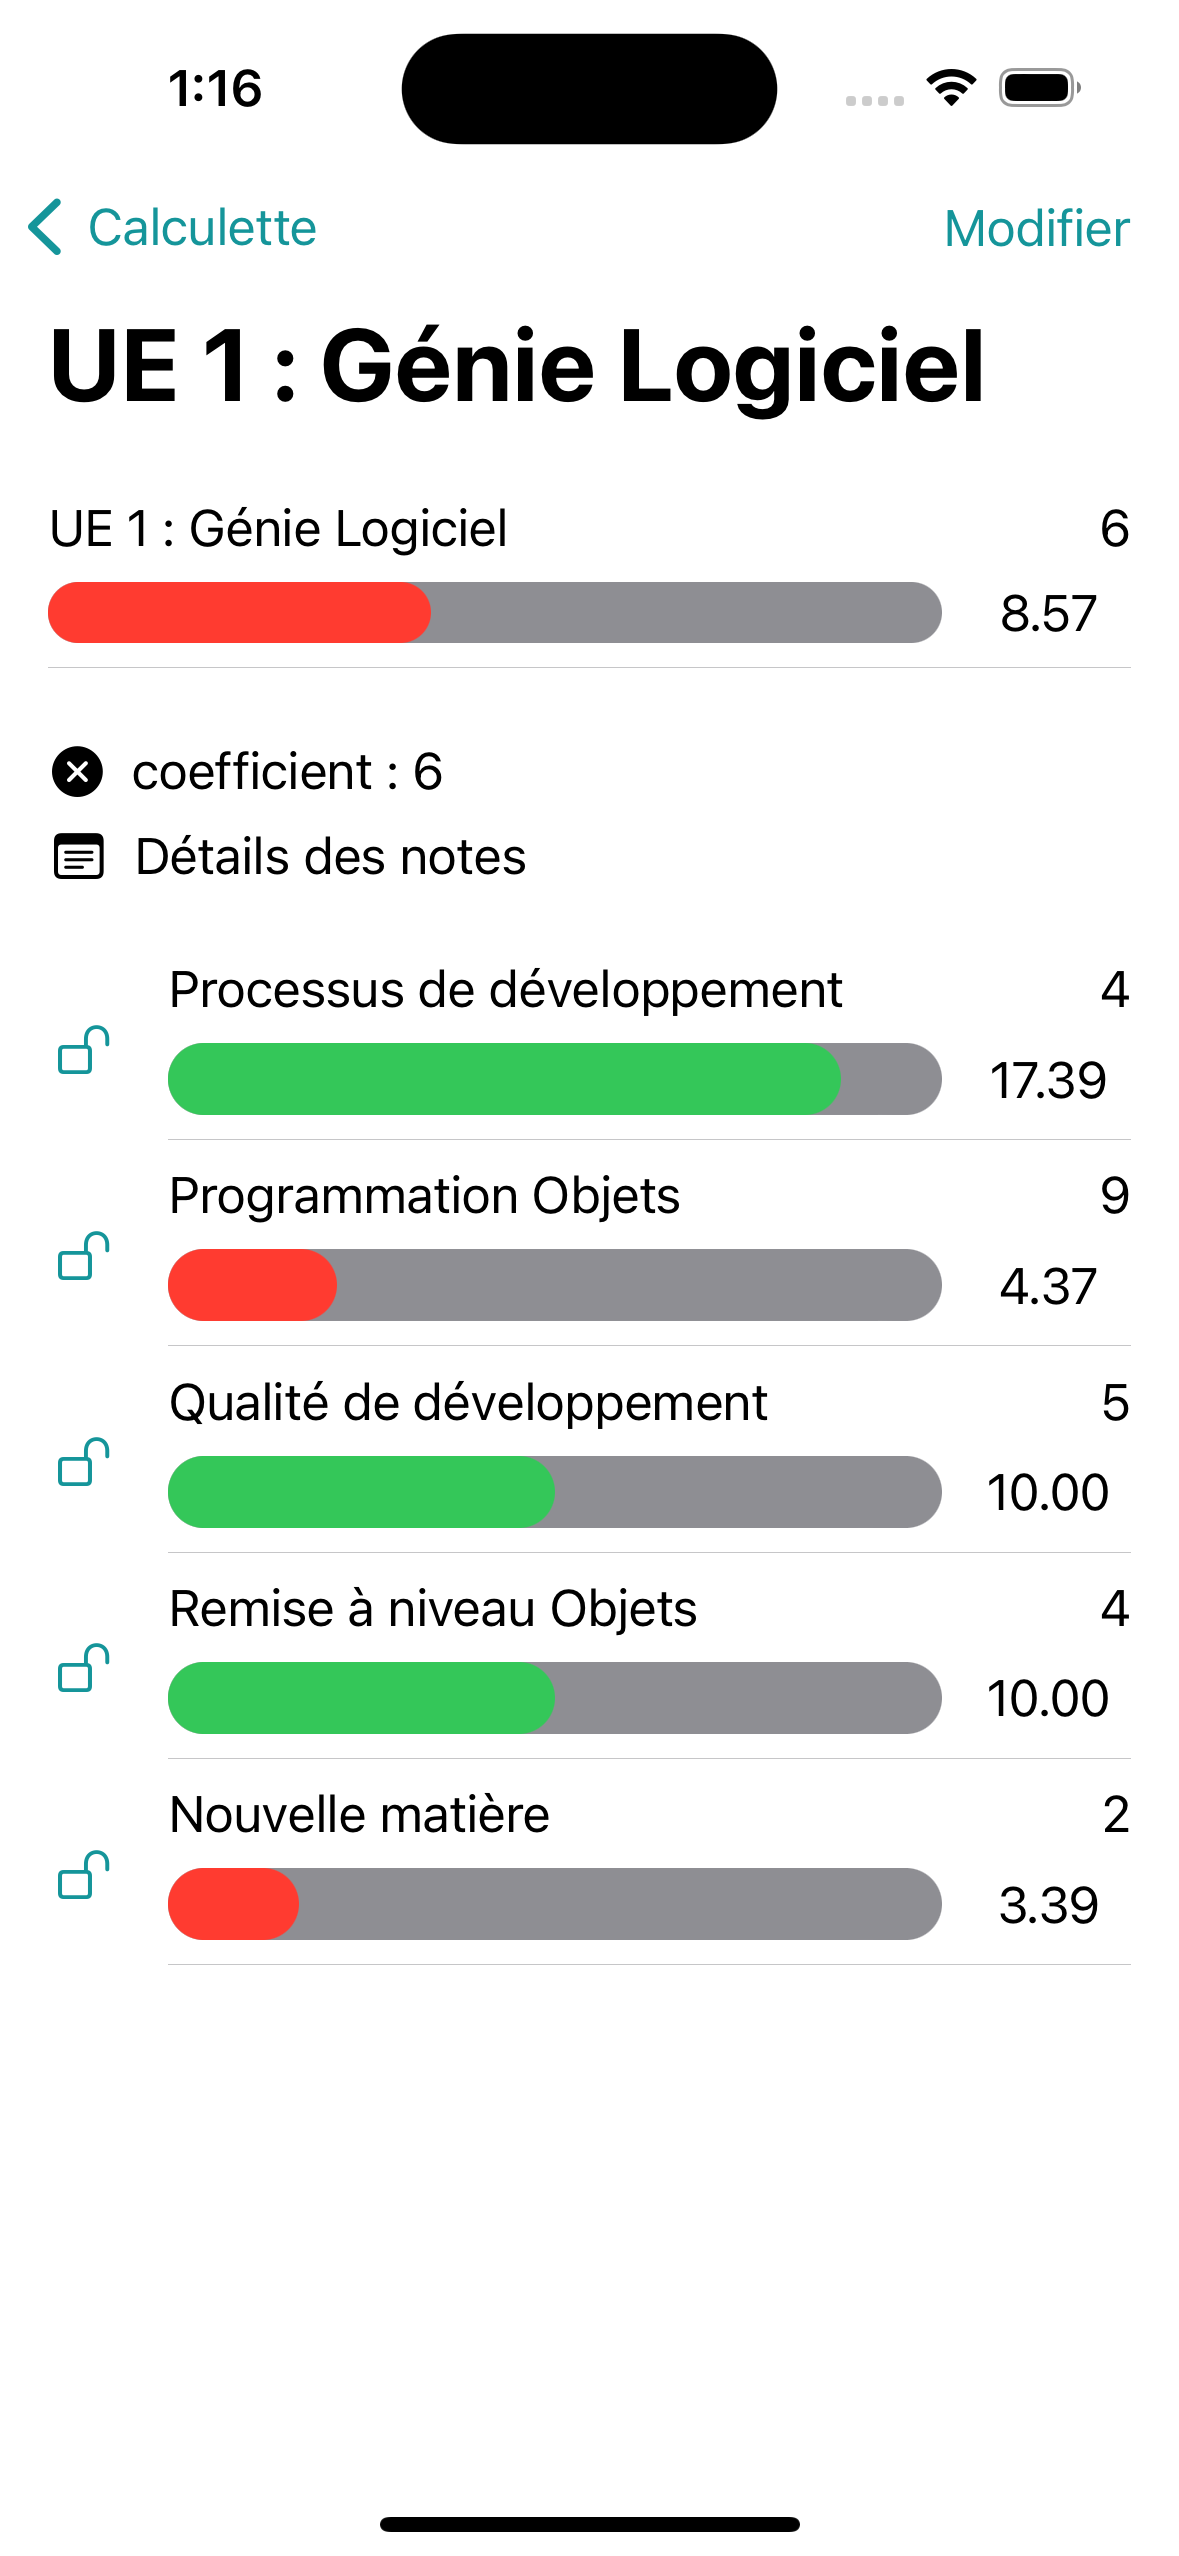 1:16
Calculette
Modifier
UE 1 : Génie Logiciel
UE 1 : Génie Logiciel 6
8.57
coefficient : 6
Détails des notes
Processus de développement 4
17.39
Programmation Objets 9
4.37
Qualité de développement 5
10.00
Remise à niveau Objets 4
10.00
Nouvelle matière 2
3.39